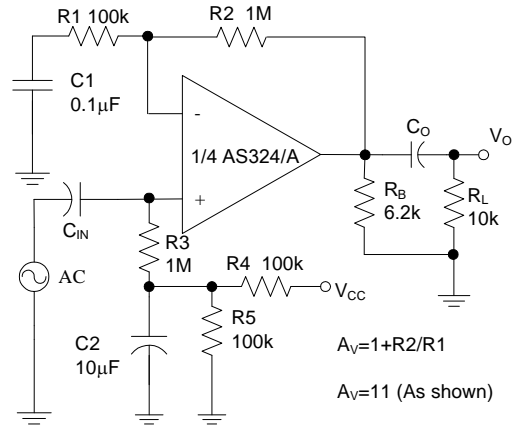 R1 100k
R2 1M
C1
0.1μF
-
1/4 AS324/A
+
CO
VO
RB
6.2k
RL
10k
CIN
R3
1M
AC
R4 100k
VCC
C2
10μF
R5
100k
AV=1+R2/R1
AV=11 (As shown)